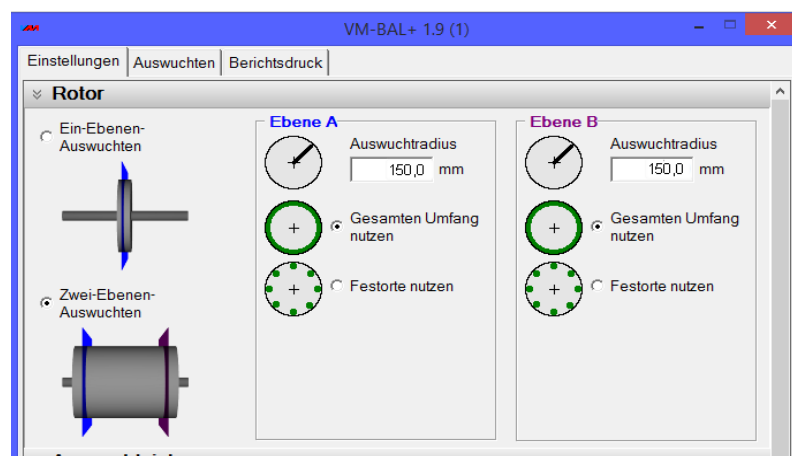 VM-BAL+ 1.9 (1)
Einstellungen
Auswuchten
Berichtsdruck
Rotor
Ein-Ebenen-
Auswuchten
Zwei-Ebenen-
Auswuchten
Ebene A
Auswuchtradius
150,0 mm
Gesamten Umfang
nutzen
Festorte nutzen
Ebene B
Auswuchtradius
150,0 mm
Gesamten Umfang
nutzen
Festorte nutzen